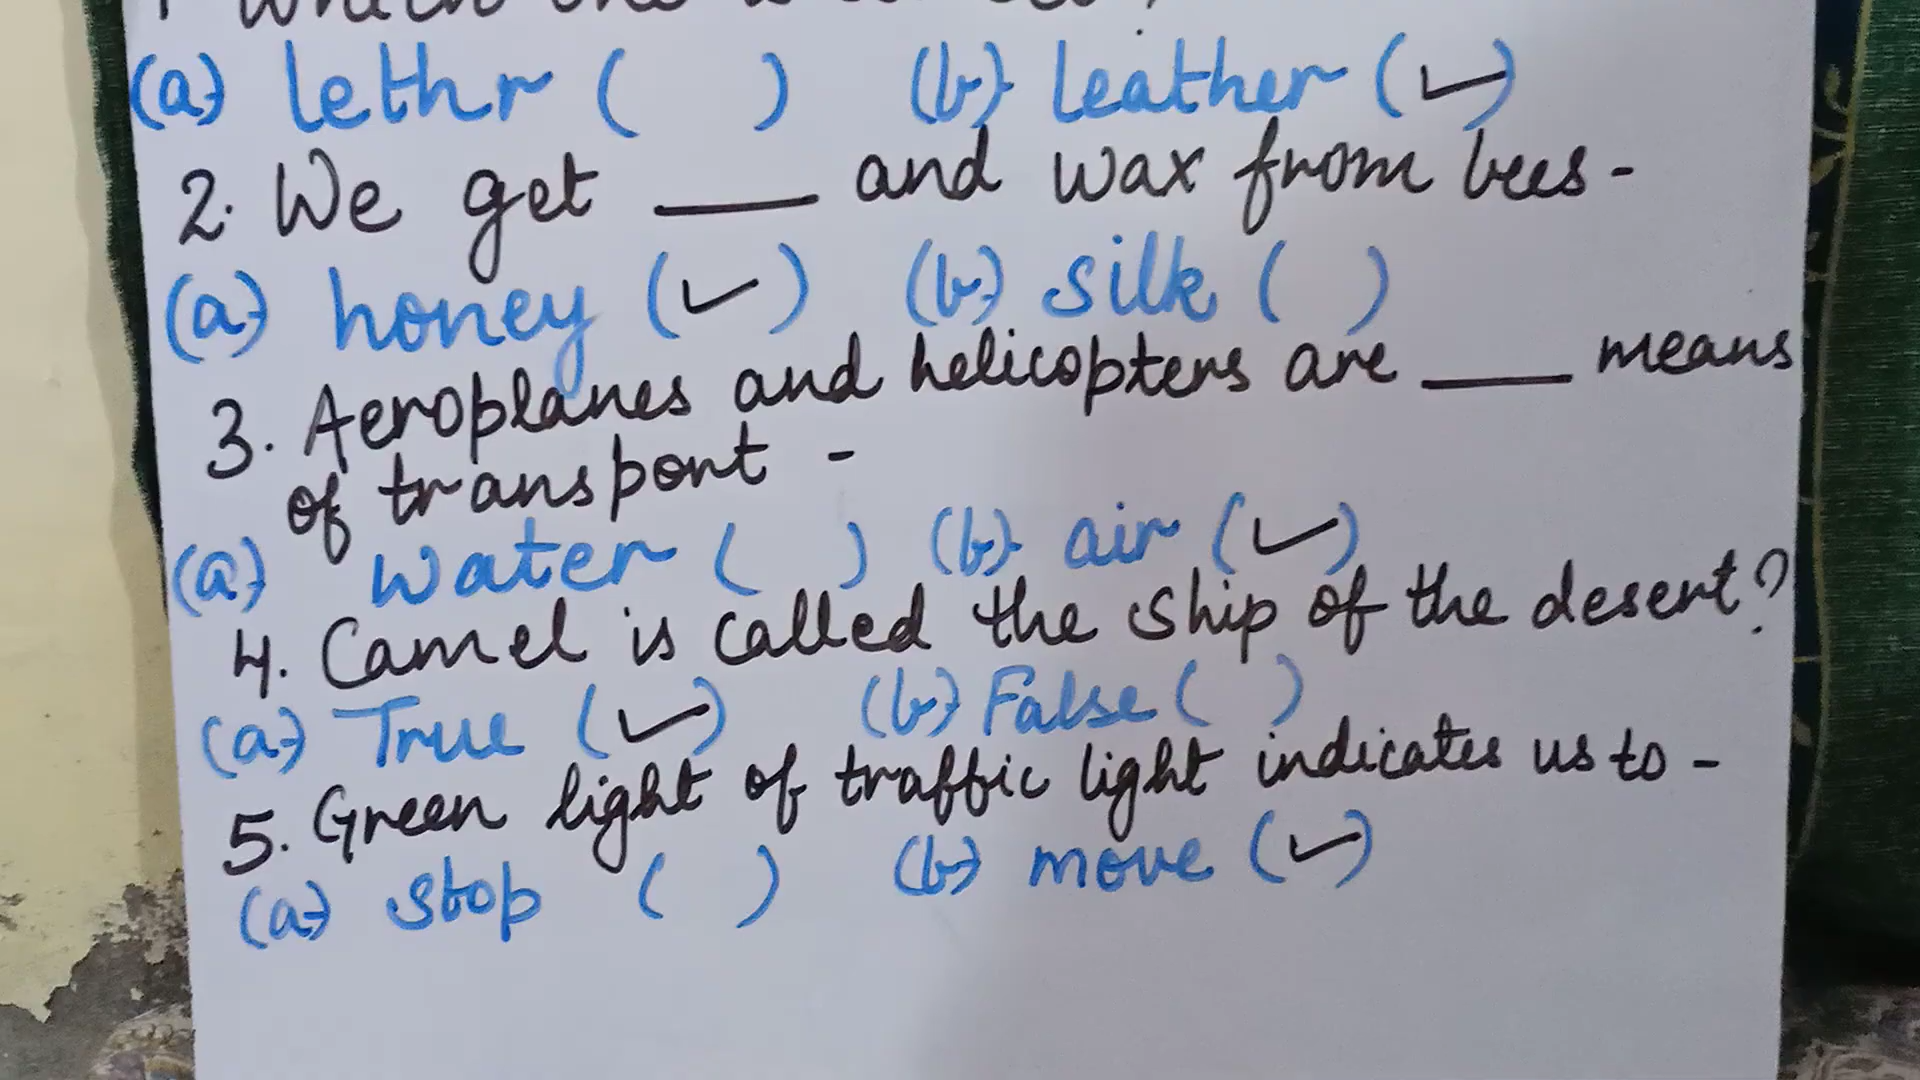 (a) lethr ( ) (b) leather (✓)
2. We get ___ and wax from bees -
(a) honey (✓) (b) silk ( )
3. Aeroplanes and helicopters are ___ means
of transport -
(a) water ( ) (b) air (✓)
4. Camel is called the ship of the desert?
(a) True (✓) (b) False ( )
5. Green light of traffic light indicates us to -
(a) stop ( ) (b) move (✓)